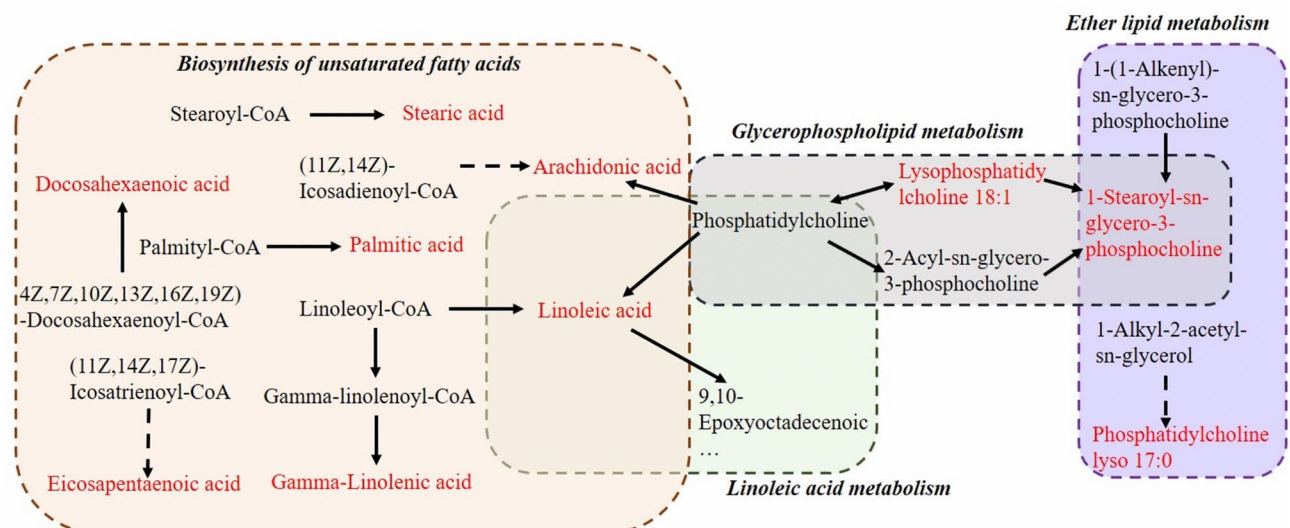 Ether lipid metabolism
Biosynthesis of unsaturated fatty acids
1-(1-Alkenyl)-
sn-glycero-3-
phosphocholine
Stearoyl-CoA
Stearic acid
Glycerophospholipid metabolism
(11Z,14Z)-
Icosadienoyl-CoA
Arachidonic acid
Docosahexaenoic acid
Lysophosphatidy
lcholine 18:1
1-Stearoyl-sn-
glycero-3-
phosphocholine
Phosphatidylcholine
Palmityl-CoA
Palmitic acid
2-Acyl-sn-glycero-
3-phosphocholine
4Z,7Z,10Z,13Z,16Z,19Z)
-Docosahexaenoyl-CoA
Linoleoyl-CoA
Linoleic acid
1-Alkyl-2-acetyl-
sn-glycerol
(11Z,14Z,17Z)-
Icosatrienoyl-CoA
Gamma-linolenoyl-CoA
9,10-
Epoxyoctadecenoic
...
Phosphatidylcholine
lyso 17:0
Eicosapentaenoic acid
Gamma-Linolenic acid
Linoleic acid metabolism